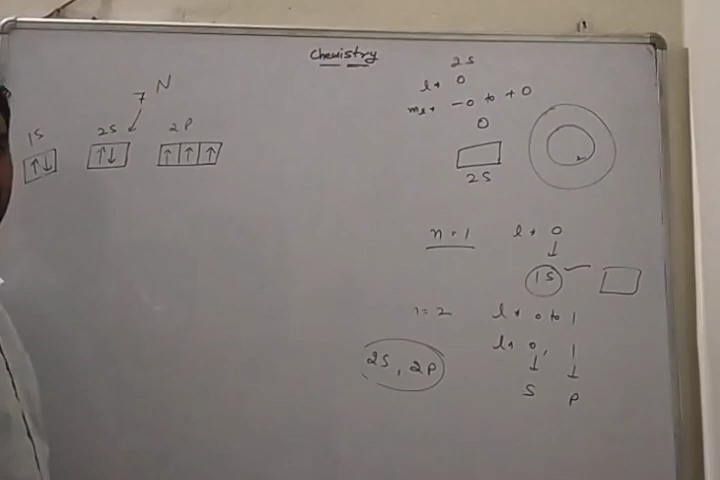 Chemistry
7 N
1S 2S 2P
↑↓ ↑↓ ↑ ↑ ↑
2S
l → 0
ml → -0 to +0
0
2S
n = 1 l → 0
↓
1S
n = 2 l → 0 to 1
l → 0, 1
↓ ↓
S P
2S, 2P